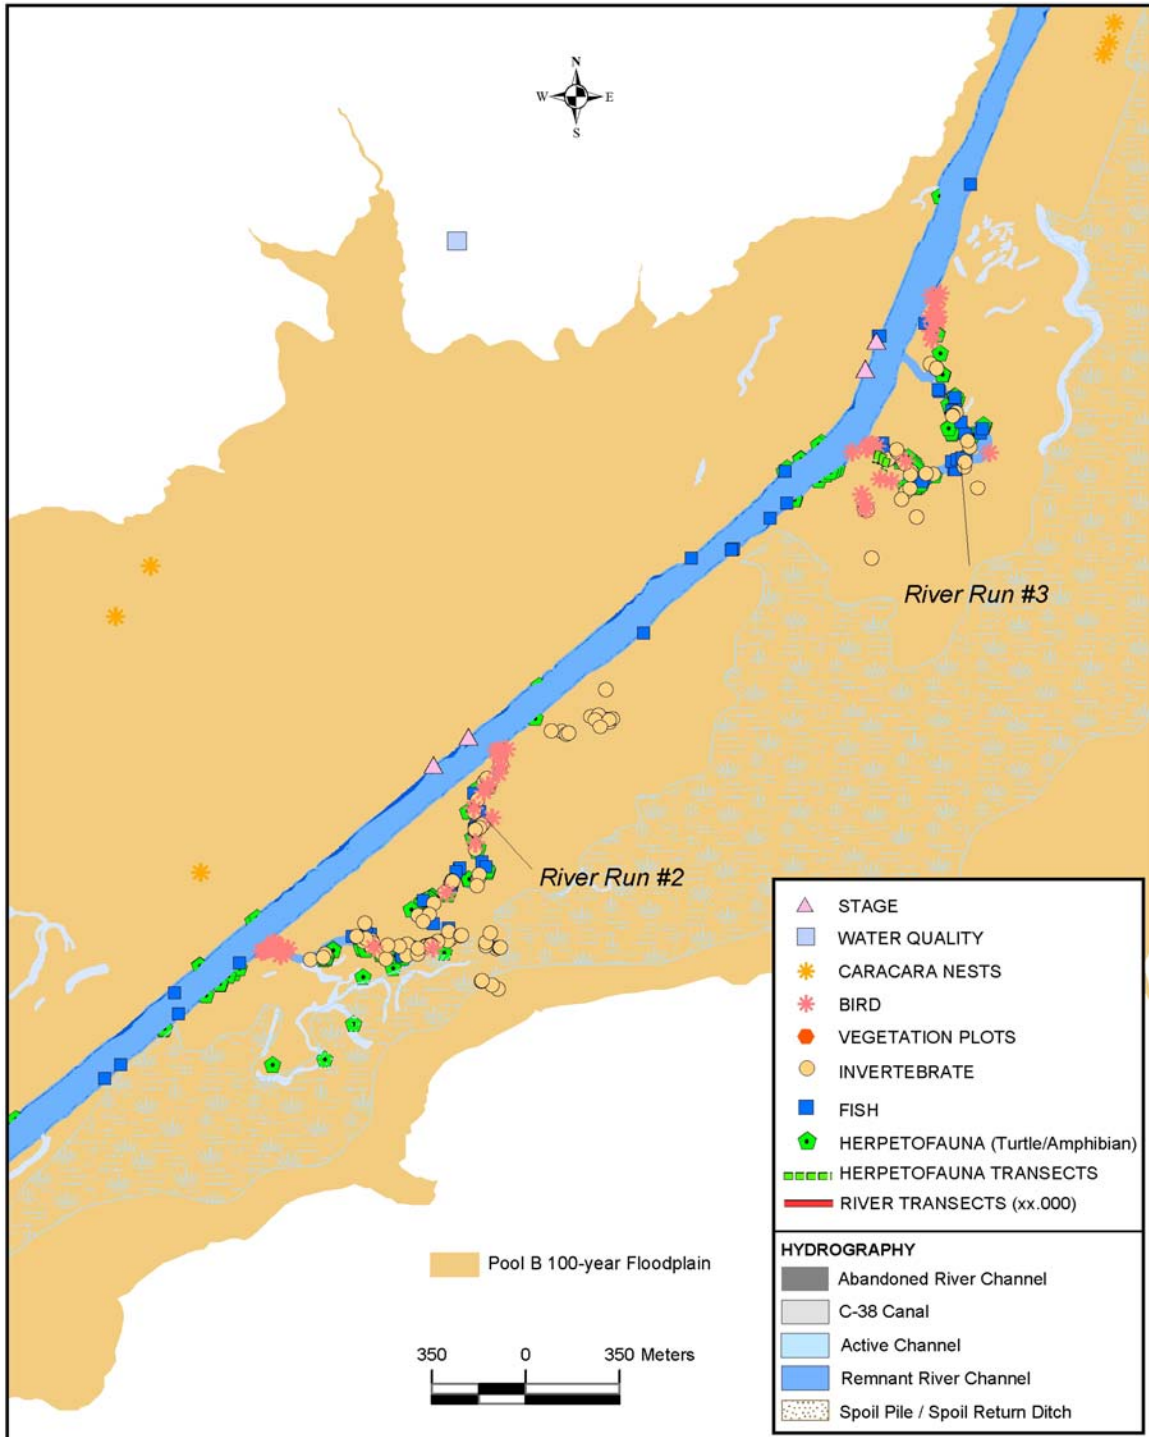 N
W E
S
River Run #3
River Run #2
STAGE
WATER QUALITY
CARACARA NESTS
BIRD
VEGETATION PLOTS
INVERTEBRATE
FISH
HERPETOFAUNA (Turtle/Amphibian)
HERPETOFAUNA TRANSECTS
RIVER TRANSECTS (xx.000)
HYDROGRAPHY
Abandoned River Channel
C-38 Canal
Active Channel
Remnant River Channel
Spoil Pile / Spoil Return Ditch
Pool B 100-year Floodplain
350 0 350 Meters